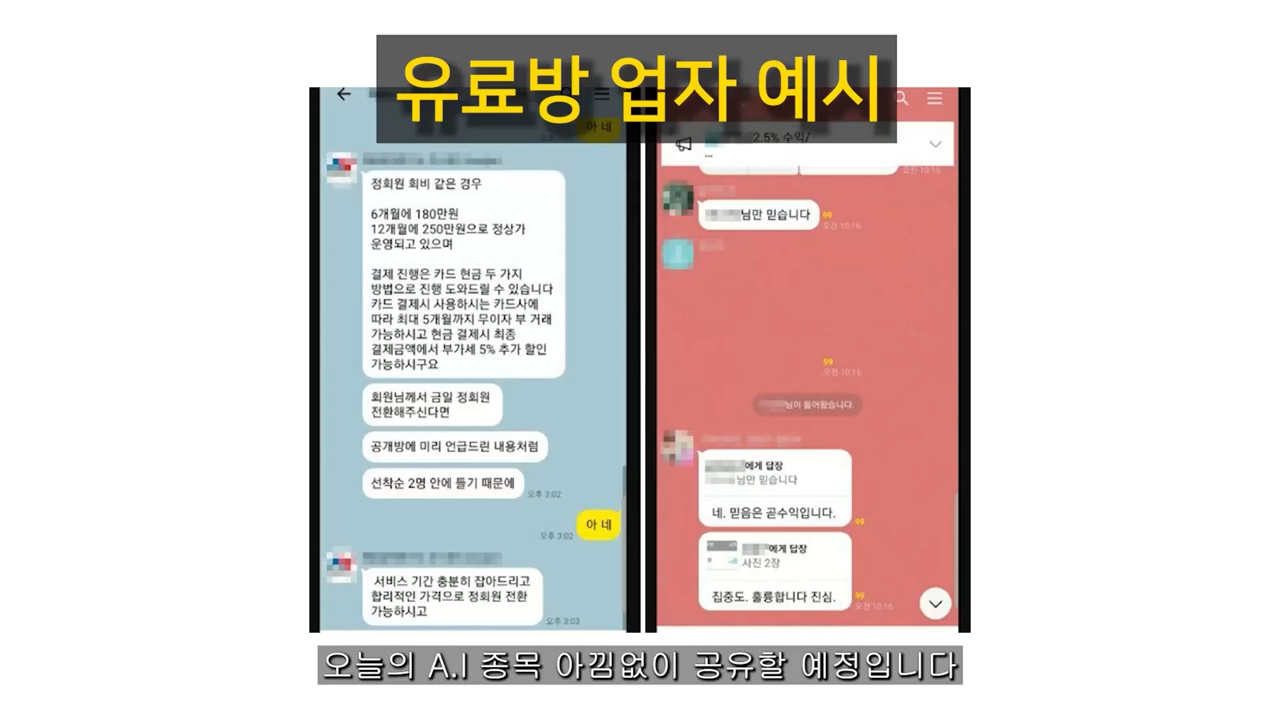 유료방 업자 예시
아 네
정회원 회비 같은 경우
6개월에 180만원
12개월에 250만원으로 정상가
운영되고 있으며
결제 진행은 카드 현금 두 가지
방법으로 진행 도와드릴 수 있습니다
카드 결제시 사용하시는 카드사에
따라 최대 5개월까지 무이자 부 거래
가능하시고 현금 결제시 최종
결제금액에서 부가세 5% 추가 할인
가능하시구요
회원님께서 금일 정회원
전환해주신다면
공개방에 미리 언급드린 내용처럼
선착순 2명 안에 들기 때문에
오후 3:02
아 네
오후 3:02
서비스 기간 충분히 잡아드리고
합리적인 가격으로 정회원 전환
가능하시고
오후 3:03
2.5% 수익/
...
오전 10:16
님만 믿습니다
99
오전 10:16
99
오전 10:16
님이 들어왔습니다.
에게 답장
님만 믿습니다
네. 믿음은 곧수익입니다.
99
에게 답장
사진 2장
집중도. 훌륭합니다 진심.
99
오전 10:16
오늘의 A.I 종목 아낌없이 공유할 예정입니다